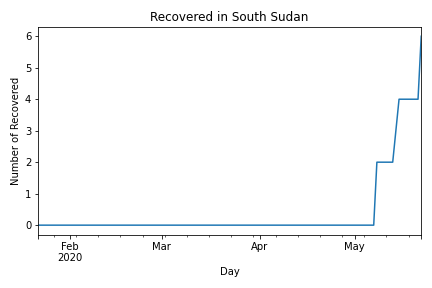 Recovered in South Sudan
6
5
4
3
2
1
0
Number of Recovered
Feb
2020
Mar
Apr
May
Day